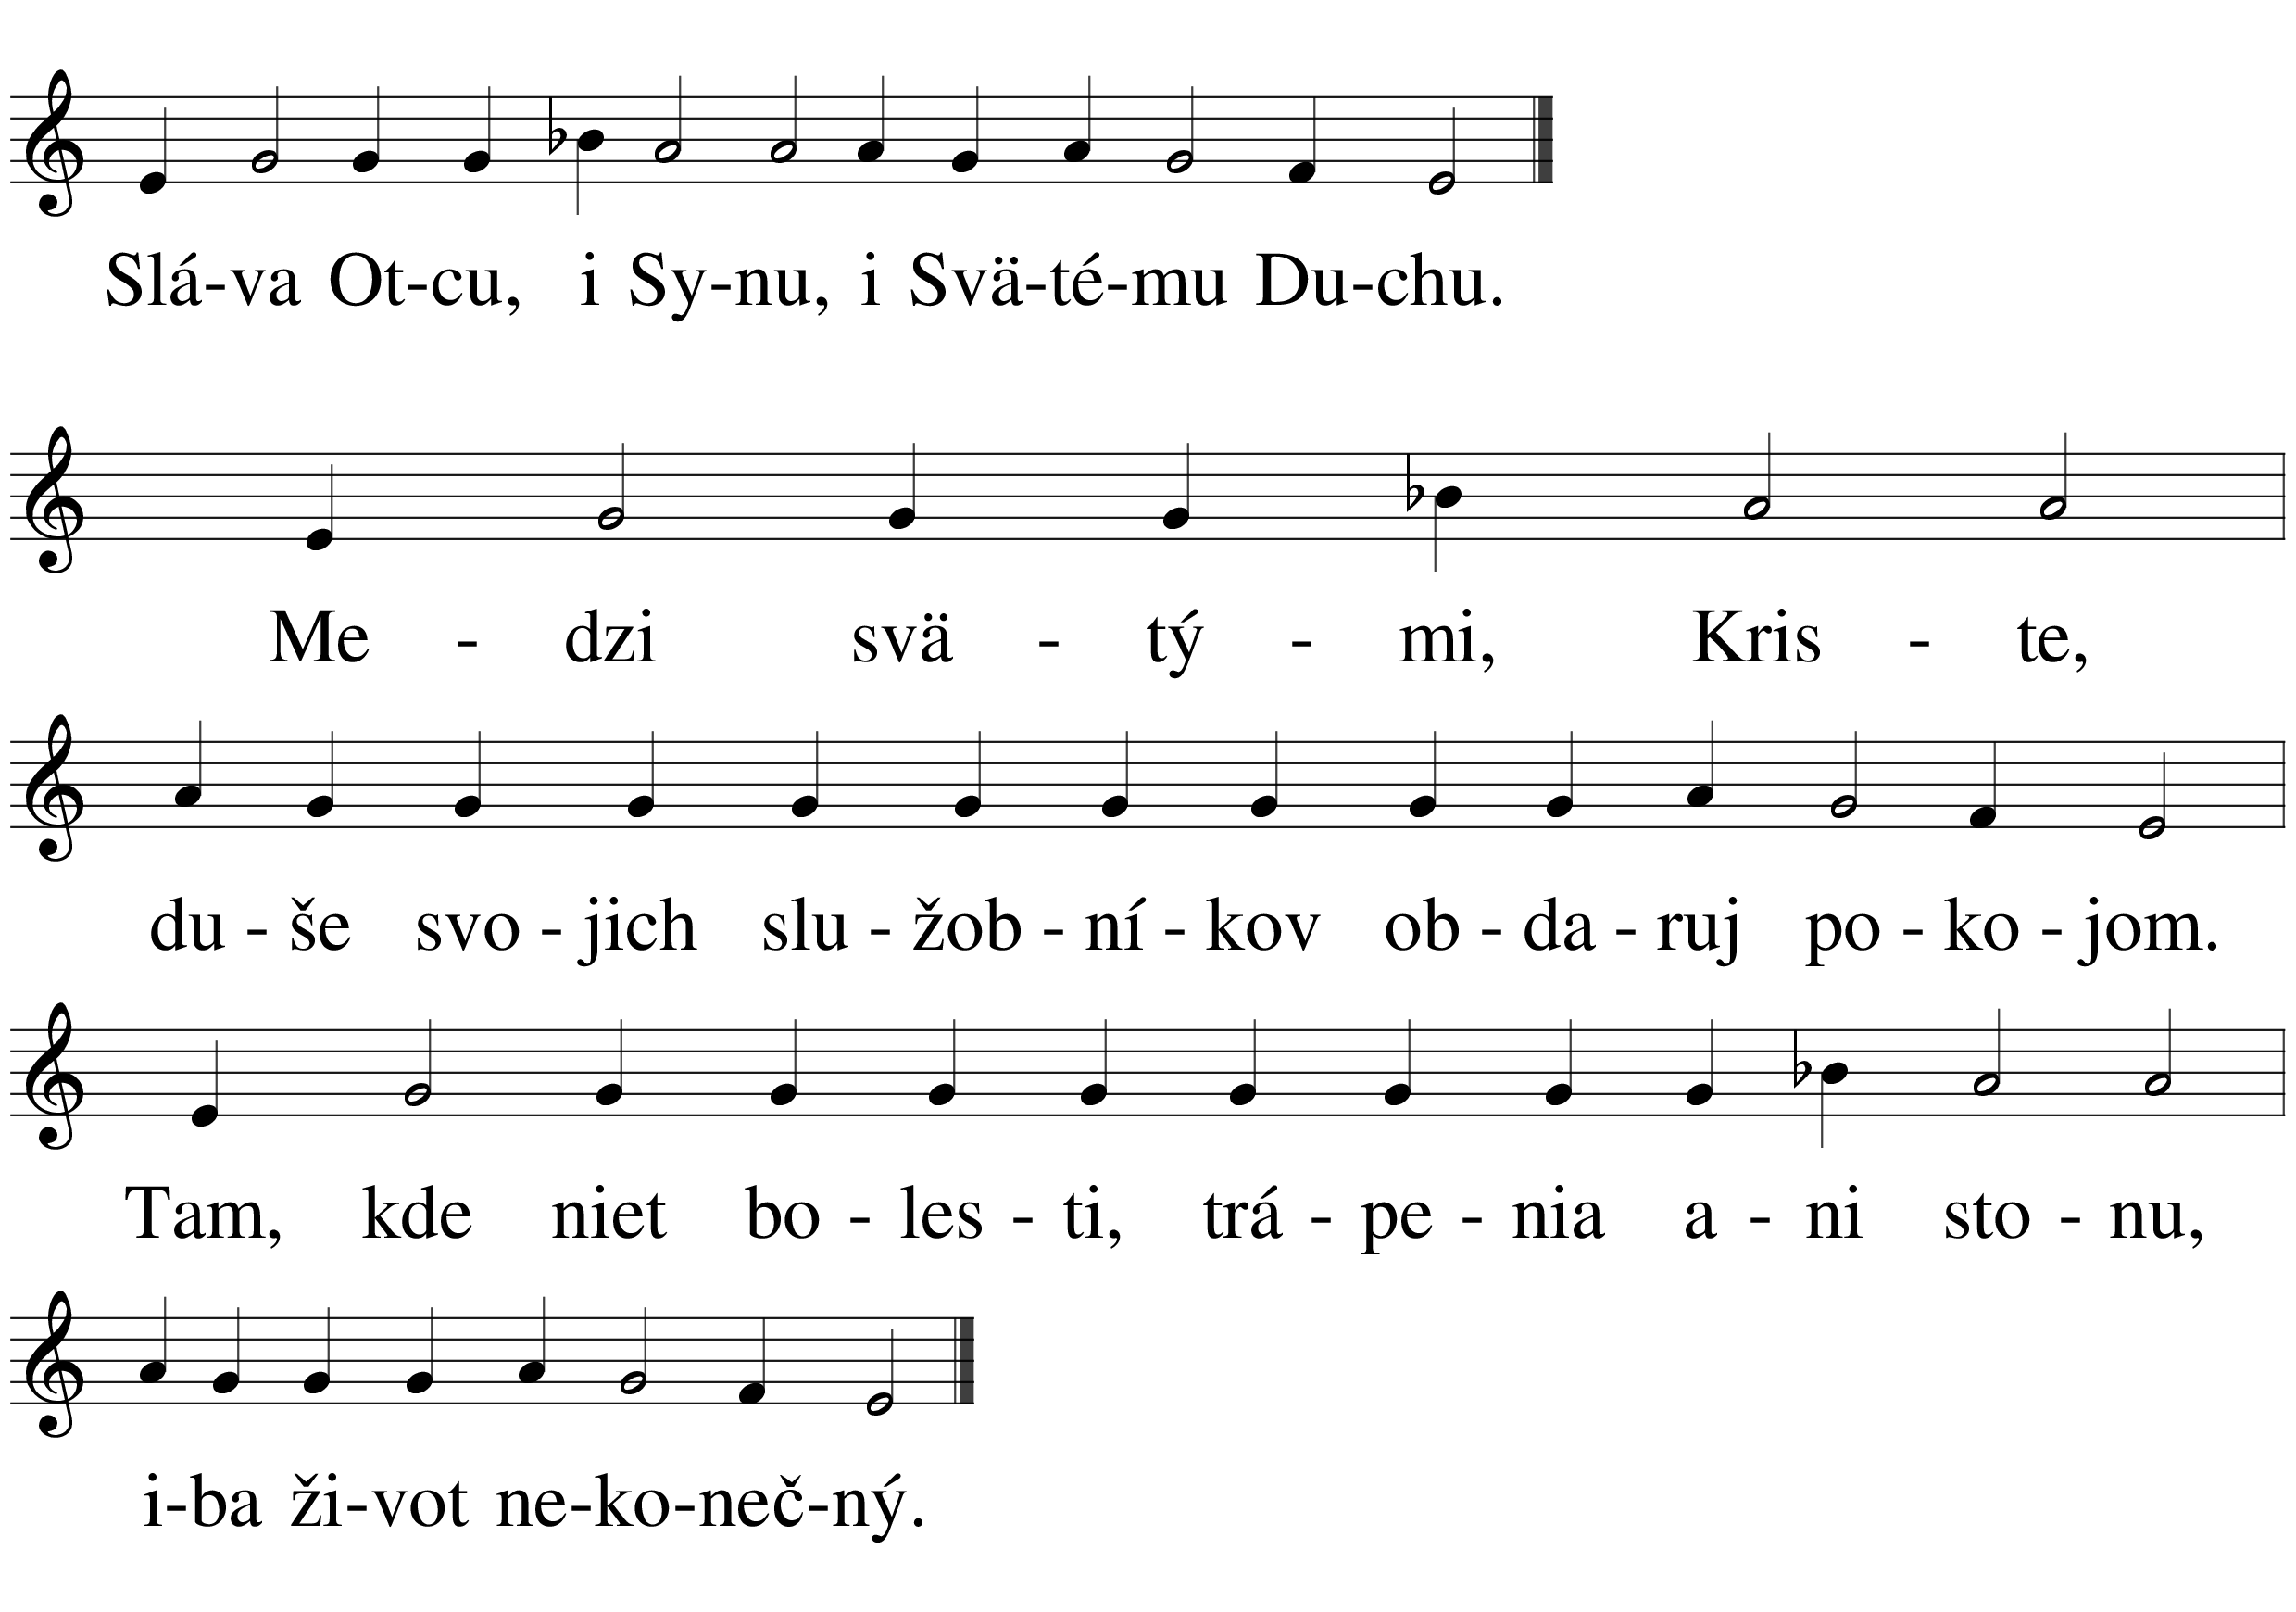 Slá-va Ot-cu, i Sy-nu, i Svä-té-mu Du-chu.
Me - dzi svä - tý - mi, Kris - te,
du - še svo - jich slu - žob - ní - kov ob - da - ruj po - ko - jom.
Tam, kde niet bo - les - ti, trá - pe - nia a - ni sto - nu,
i-ba ži-vot ne-ko-neč-ný.